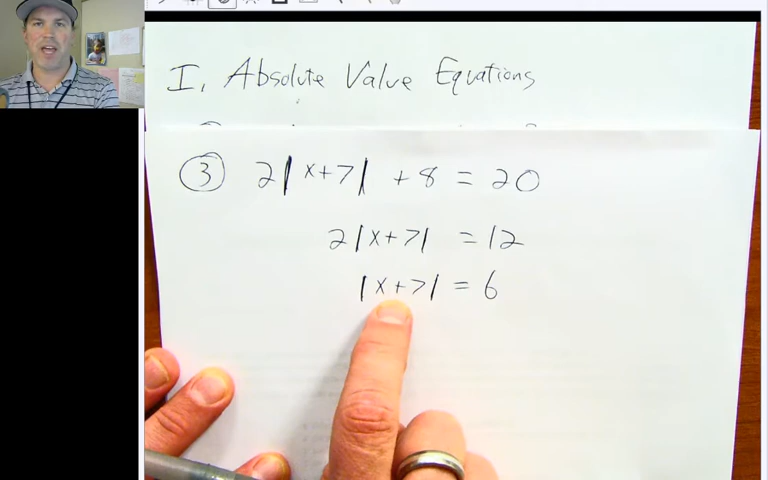 I. Absolute Value Equations
③ 2|x+7| +8 = 20
2|x+7| = 12
|x+7| = 6